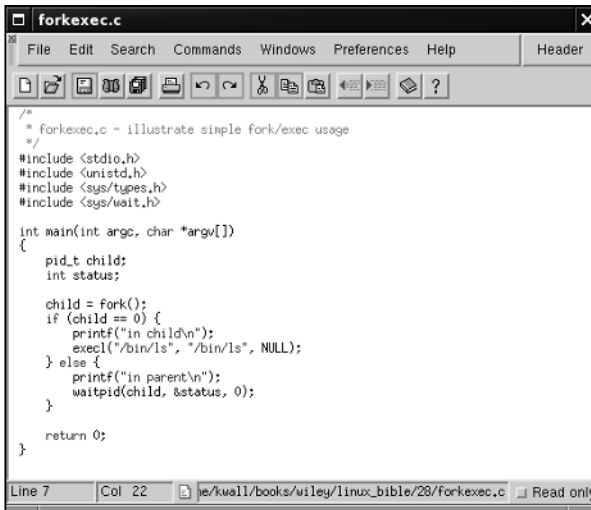 forkexec.c
File Edit Search Commands Windows Preferences Help Header
/*
 * forkexec.c - illustrate simple fork/exec usage
 */
#include <stdio.h>
#include <unistd.h>
#include <sys/types.h>
#include <sys/wait.h>

int main(int argc, char *argv[])
{
    pid_t child;
    int status;

    child = fork();
    if (child == 0) {
        printf("in child\n");
        execl("/bin/ls", "/bin/ls", NULL);
    } else {
        printf("in parent\n");
        waitpid(child, &status, 0);
    }

    return 0;
}
Line 7 Col 22 ne/kwall/books/wiley/linux_bible/28/forkexec.c Read only